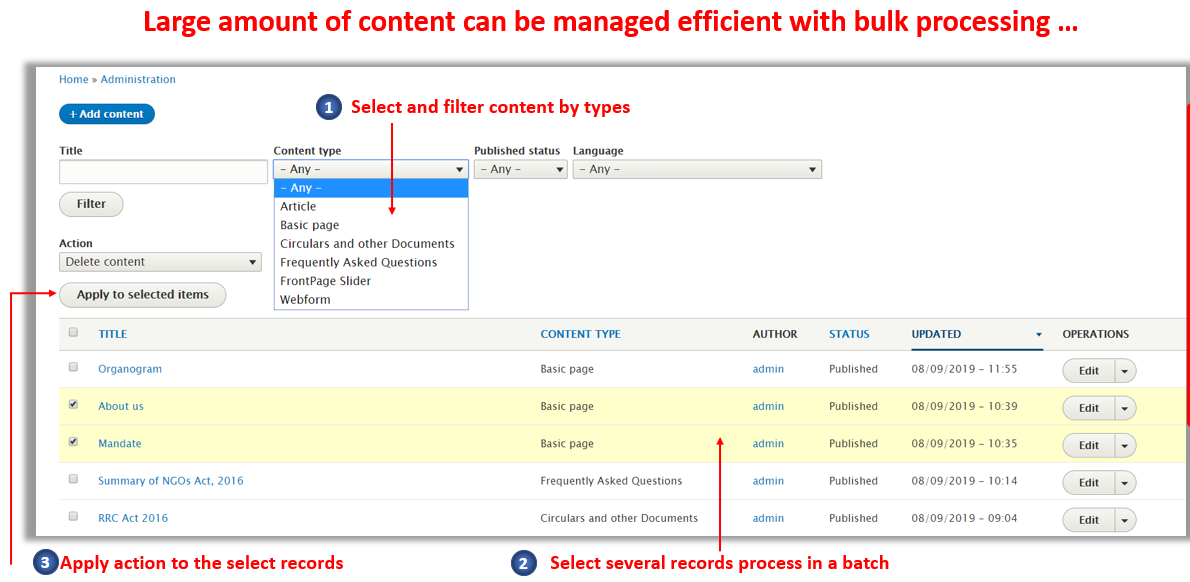 Large amount of content can be managed efficient with bulk processing ...
Home » Administration
+ Add content
1 Select and filter content by types
Title Content type Published status Language
- Any - - Any - - Any -
- Any -
Filter
Article
Basic page
Action
Circulars and other Documents
Delete content
Frequently Asked Questions
FrontPage Slider
Apply to selected items
Webform
TITLE CONTENT TYPE AUTHOR STATUS UPDATED OPERATIONS
Organogram Basic page admin Published 08/09/2019 - 11:55 Edit
About us Basic page admin Published 08/09/2019 - 10:39 Edit
Mandate Basic page admin Published 08/09/2019 - 10:35 Edit
Summary of NGOs Act, 2016 Frequently Asked Questions admin Published 08/09/2019 - 10:14 Edit
RRC Act 2016 Circulars and other Documents admin Published 08/09/2019 - 09:04 Edit
3 Apply action to the select records
2 Select several records process in a batch